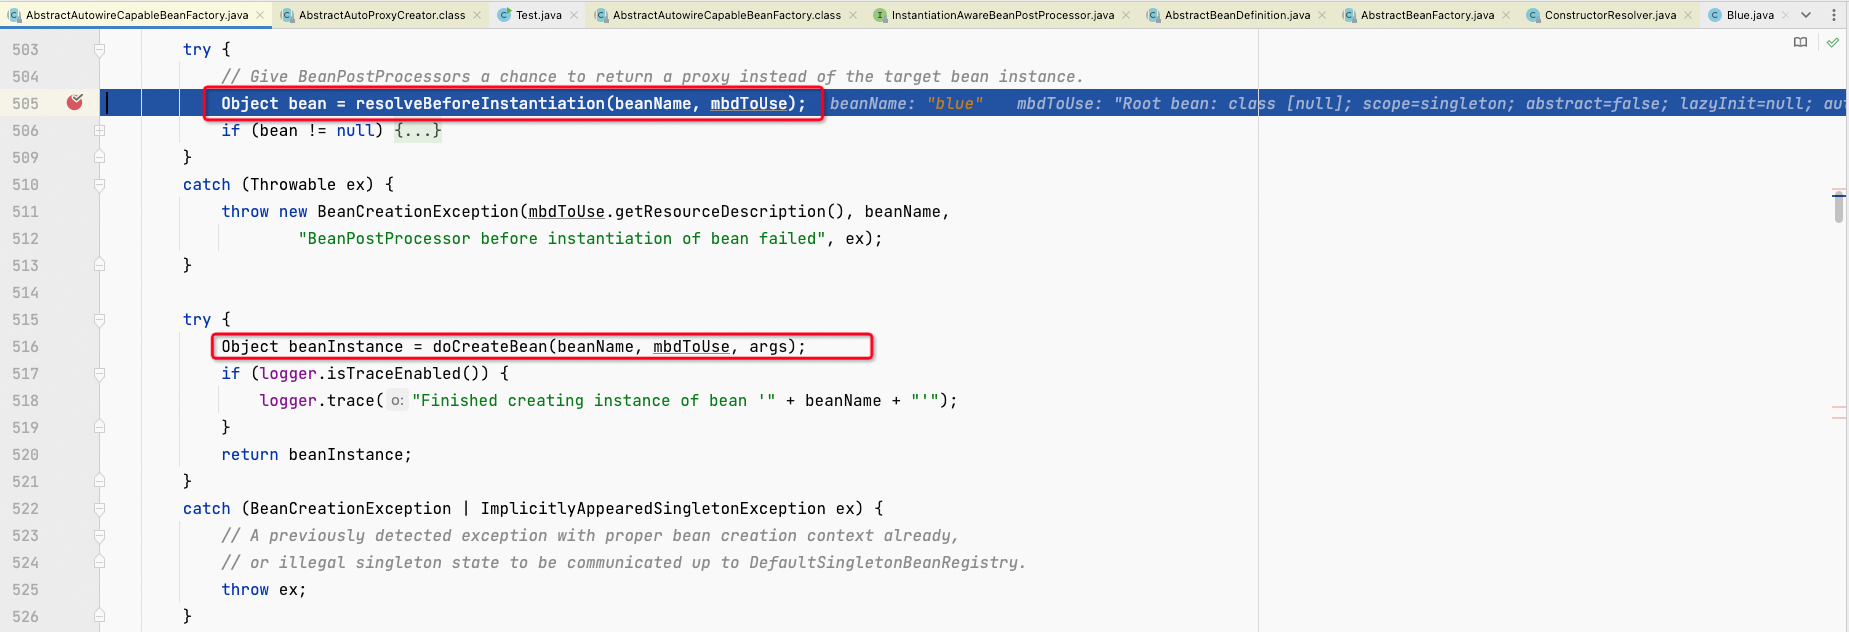 AbstractAutowireCapableBeanFactory.java AbstractAutoProxyCreator.class Test.java AbstractAutowireCapableBeanFactory.class InstantiationAwareBeanPostProcessor.java AbstractBeanDefinition.java AbstractBeanFactory.java ConstructorResolver.java Blue.java
503 try {
504 // Give BeanPostProcessors a chance to return a proxy instead of the target bean instance.
505 Object bean = resolveBeforeInstantiation(beanName, mbdToUse); beanName: "blue" mbdToUse: "Root bean: class [null]; scope=singleton; abstract=false; lazyInit=null; au
506 if (bean != null) {...}
509 }
510 catch (Throwable ex) {
511 throw new BeanCreationException(mbdToUse.getResourceDescription(), beanName,
512 "BeanPostProcessor before instantiation of bean failed", ex);
513 }
514
515 try {
516 Object beanInstance = doCreateBean(beanName, mbdToUse, args);
517 if (logger.isTraceEnabled()) {
518 logger.trace( o: "Finished creating instance of bean '" + beanName + "'");
519 }
520 return beanInstance;
521 }
522 catch (BeanCreationException | ImplicitlyAppearedSingletonException ex) {
523 // A previously detected exception with proper bean creation context already,
524 // or illegal singleton state to be communicated up to DefaultSingletonBeanRegistry.
525 throw ex;
526 }